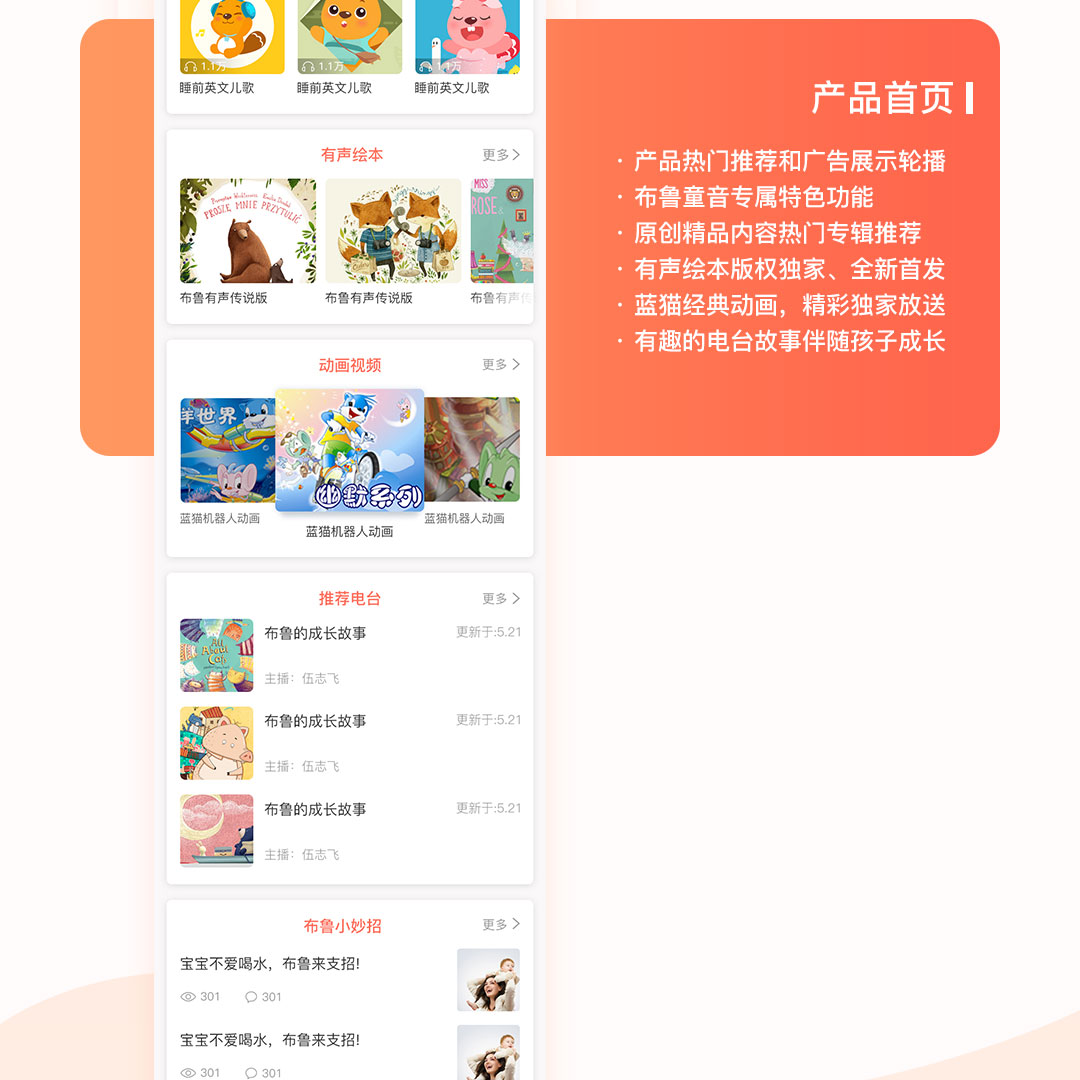 1.1万
1.1万
1.1万
睡前英文儿歌
睡前英文儿歌
睡前英文儿歌
有声绘本
更多
PROSZĘ, MNIE PRZYTULIĆ
MISS
ROSE &
布鲁有声传说版
布鲁有声传说版
布鲁有声传
动画视频
更多
洋世界
幽默系列
蓝猫机器人动画
蓝猫机器人动画
蓝猫机器人动画
推荐电台
更多
All About Cats
布鲁的成长故事
更新于:5.21
主播：伍志飞
布鲁的成长故事
更新于:5.21
主播：伍志飞
布鲁的成长故事
更新于:5.21
主播：伍志飞
布鲁小妙招
更多
宝宝不爱喝水，布鲁来支招!
301
301
宝宝不爱喝水，布鲁来支招!
301
301
产品首页
· 产品热门推荐和广告展示轮播
· 布鲁童音专属特色功能
· 原创精品内容热门专辑推荐
· 有声绘本版权独家、全新首发
· 蓝猫经典动画，精彩独家放送
· 有趣的电台故事伴随孩子成长